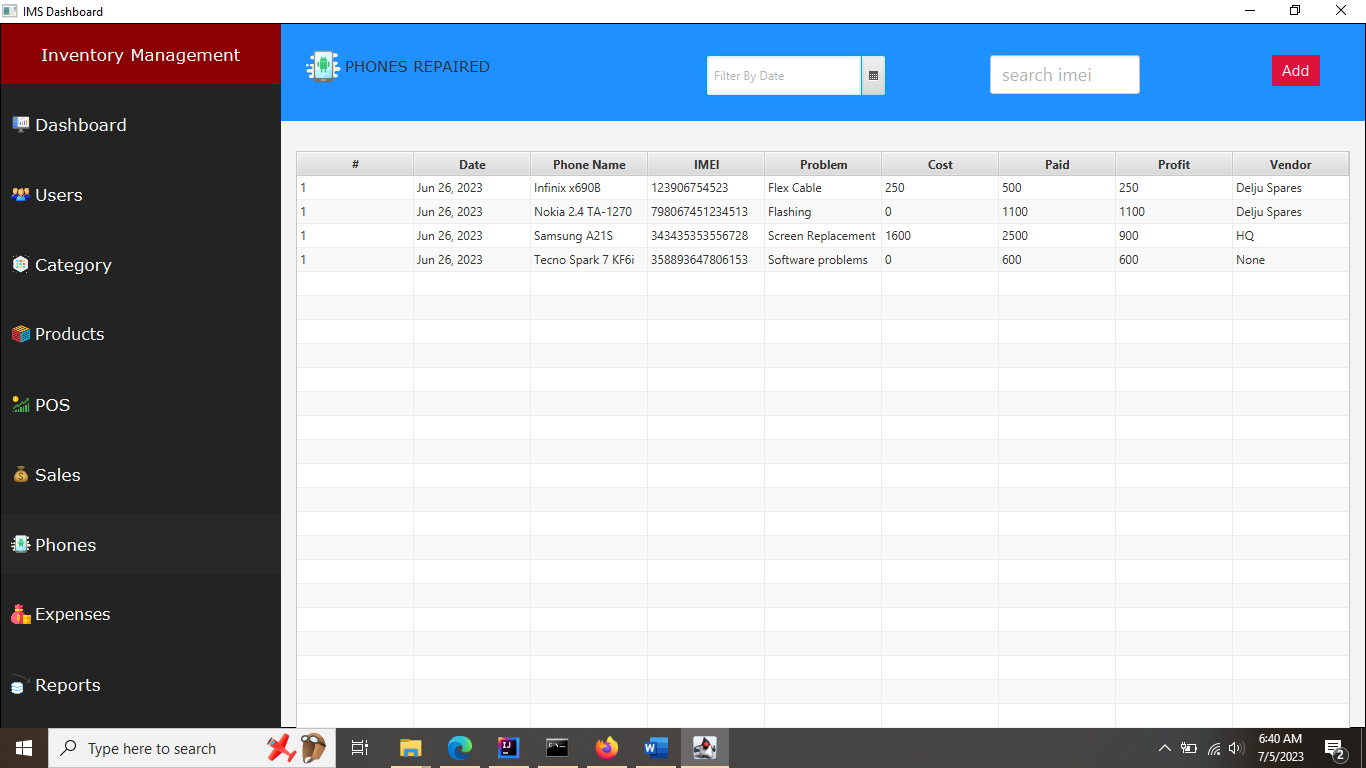 IMS Dashboard
Inventory Management
PHONES REPAIRED
Filter By Date
search imei
Add
Dashboard
Users
Category
Products
POS
Sales
Phones
Expenses
Reports
# Date Phone Name IMEI Problem Cost Paid Profit Vendor
1 Jun 26, 2023 Infinix x690B 123906754523 Flex Cable 250 500 250 Delju Spares
1 Jun 26, 2023 Nokia 2.4 TA-1270 798067451234513 Flashing 0 1100 1100 Delju Spares
1 Jun 26, 2023 Samsung A21S 343435353556728 Screen Replacement 1600 2500 900 HQ
1 Jun 26, 2023 Tecno Spark 7 KF6i 358893647806153 Software problems 0 600 600 None
Type here to search
6:40 AM
7/5/2023
2